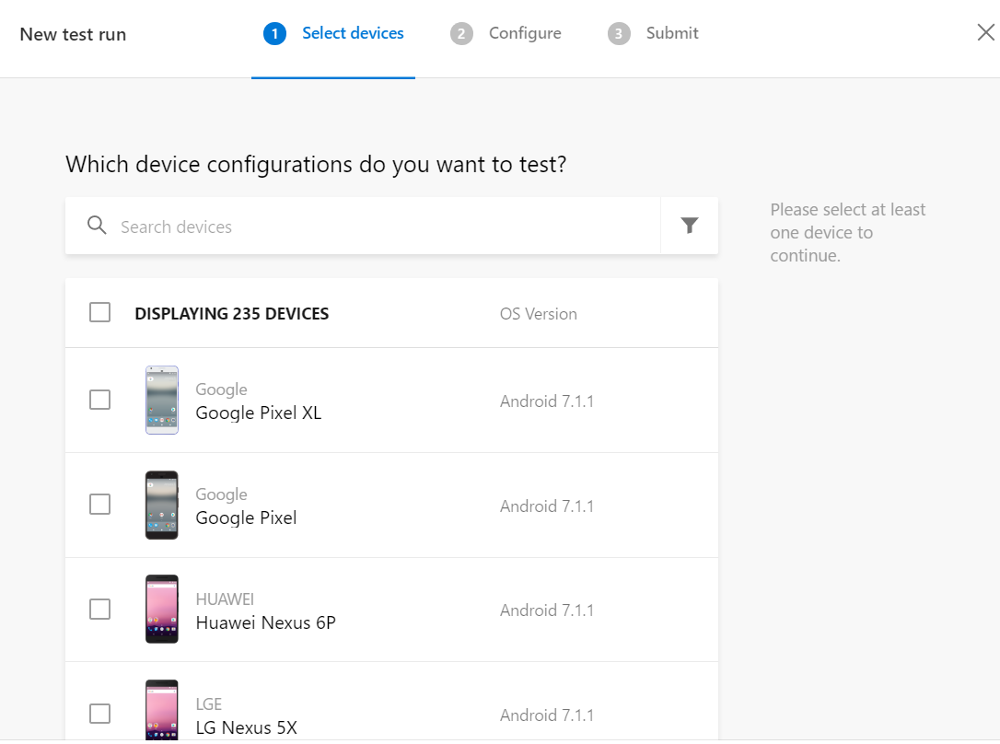 New test run
1 Select devices
2 Configure
3 Submit
Which device configurations do you want to test?
Search devices
Please select at least
one device to
continue.
DISPLAYING 235 DEVICES
OS Version
Google
Google Pixel XL
Android 7.1.1
Google
Google Pixel
Android 7.1.1
HUAWEI
Huawei Nexus 6P
Android 7.1.1
LGE
LG Nexus 5X
Android 7.1.1